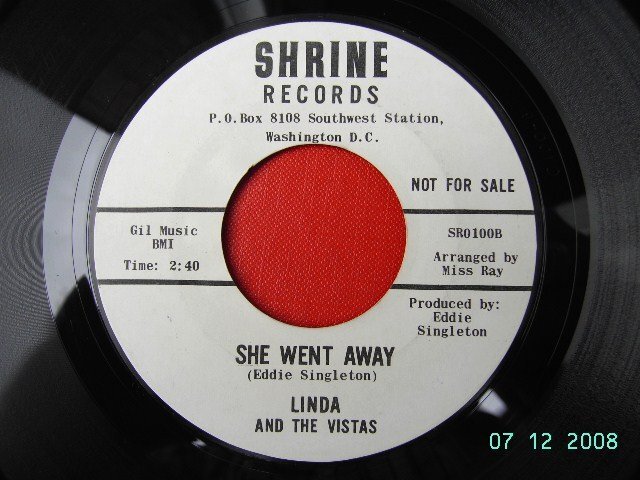 SHRINE
RECORDS
P.O.Box 8108 Southwest Station,
Washington D.C.
NOT FOR SALE
Gil Music
BMI
Time: 2:40
SRO100B
Arranged by
Miss Ray
Produced by:
Eddie
Singleton
SHE WENT AWAY
(Eddie Singleton)
LINDA
AND THE VISTAS
07 12 2008